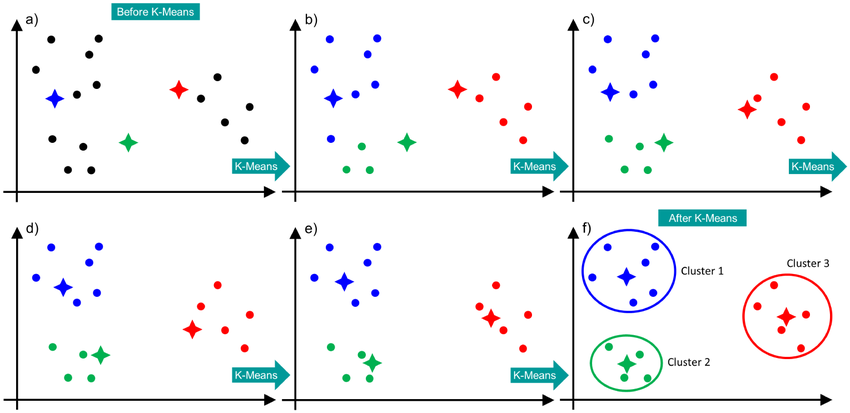 a)
Before K-Means
K-Means
b)
K-Means
c)
K-Means
d)
K-Means
e)
K-Means
After K-Means
f)
Cluster 1
Cluster 3
Cluster 2